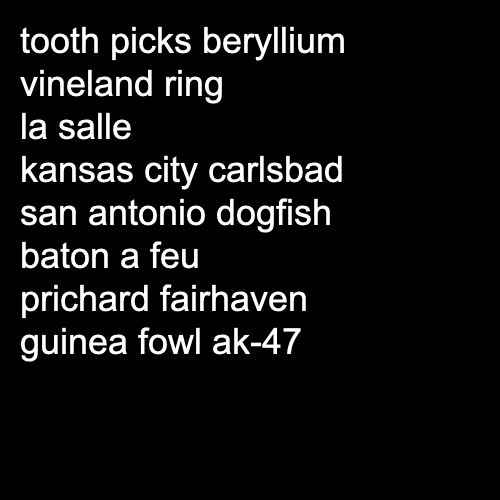 tooth picks beryllium
vineland ring
la salle
kansas city carlsbad
san antonio dogfish
baton a feu
prichard fairhaven
guinea fowl ak-47